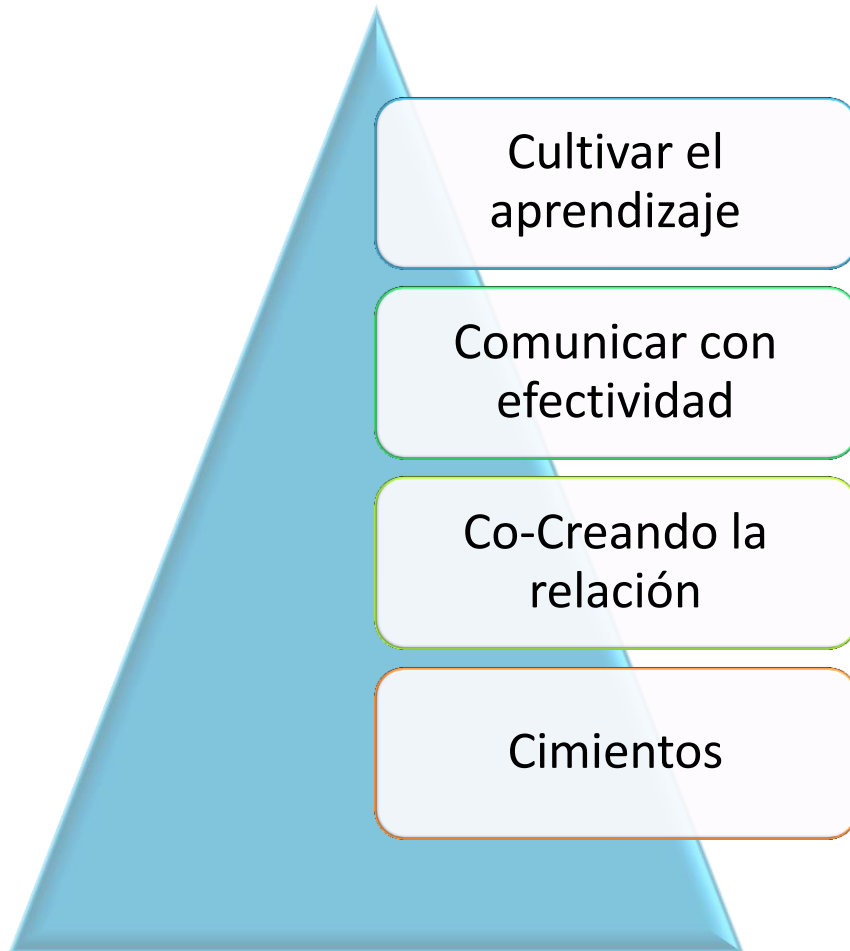 Cultivar el
aprendizaje
Comunicar con
efectividad
Co-Creando la
relación
Cimientos